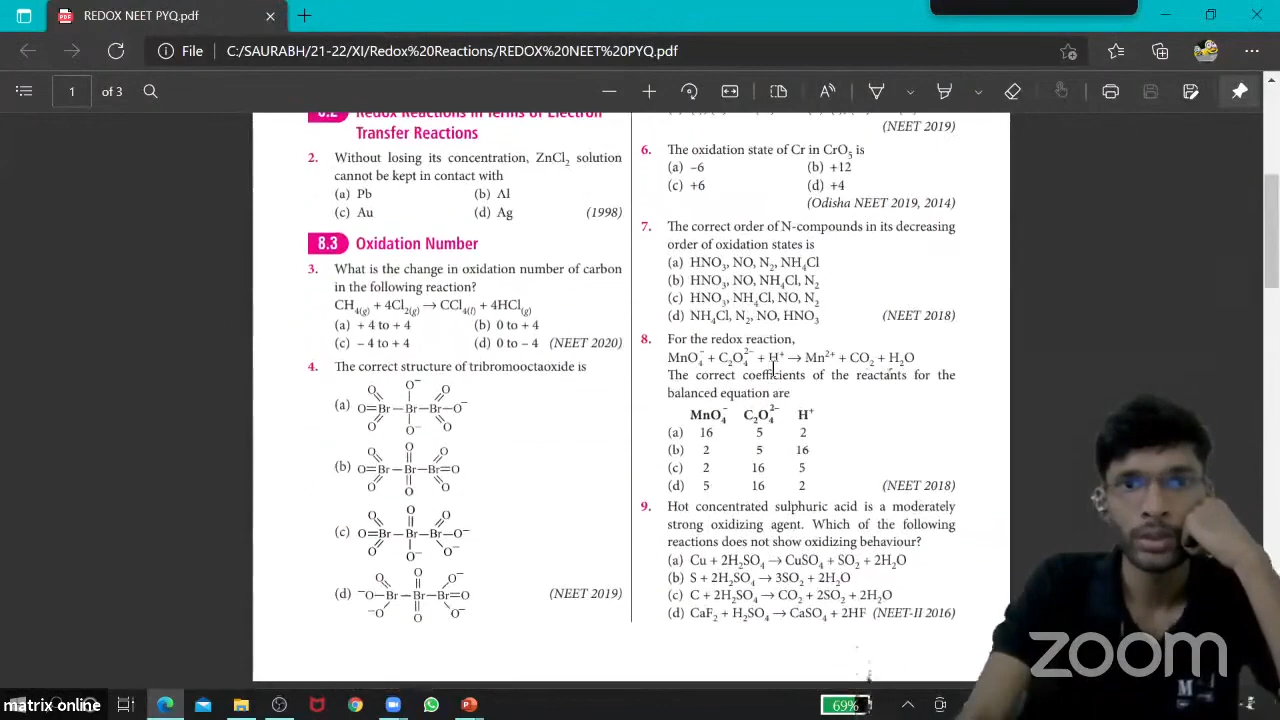 REDOX NEET PYQ.pdf
File
C:/SAURABH/21-22/XI/Redox%20Reactions/REDOX%20NEET%20PYQ.pdf
1 of 3
8.2 Redox Reactions in Terms of Electron
Transfer Reactions
2. Without losing its concentration, ZnCl₂ solution
cannot be kept in contact with
(a) Pb (b) Al
(c) Au (d) Ag (1998)
8.3 Oxidation Number
3. What is the change in oxidation number of carbon
in the following reaction?
CH₄(g) + 4Cl₂(g) → CCl₄(l) + 4HCl(g)
(a) + 4 to + 4 (b) 0 to + 4
(c) – 4 to + 4 (d) 0 to – 4 (NEET 2020)
4. The correct structure of tribromooctaoxide is
(a)
(b)
(c)
(d) (NEET 2019)
(NEET 2019)
6. The oxidation state of Cr in CrO₅ is
(a) –6 (b) +12
(c) +6 (d) +4
(Odisha NEET 2019, 2014)
7. The correct order of N-compounds in its decreasing
order of oxidation states is
(a) HNO₃, NO, N₂, NH₄Cl
(b) HNO₃, NO, NH₄Cl, N₂
(c) HNO₃, NH₄Cl, NO, N₂
(d) NH₄Cl, N₂, NO, HNO₃ (NEET 2018)
8. For the redox reaction,
MnO₄⁻ + C₂O₄²⁻ + H⁺ → Mn²⁺ + CO₂ + H₂O
The correct coefficients of the reactants for the
balanced equation are
MnO₄⁻ C₂O₄²⁻ H⁺
(a) 16 5 2
(b) 2 5 16
(c) 2 16 5
(d) 5 16 2 (NEET 2018)
9. Hot concentrated sulphuric acid is a moderately
strong oxidizing agent. Which of the following
reactions does not show oxidizing behaviour?
(a) Cu + 2H₂SO₄ → CuSO₄ + SO₂ + 2H₂O
(b) S + 2H₂SO₄ → 3SO₂ + 2H₂O
(c) C + 2H₂SO₄ → CO₂ + 2SO₂ + 2H₂O
(d) CaF₂ + H₂SO₄ → CaSO₄ + 2HF (NEET-II 2016)
zoom
matrix online
69%